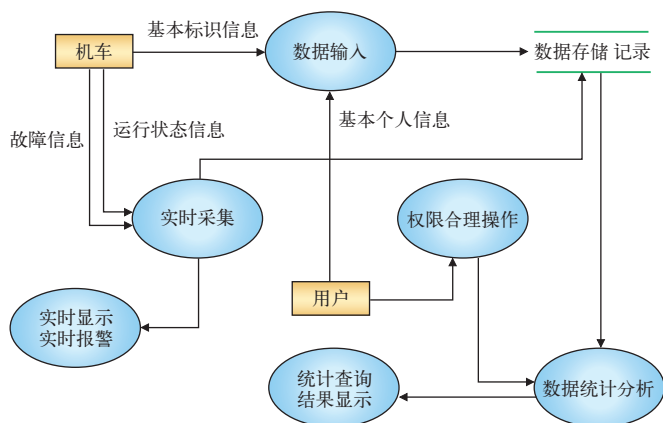 基本标识信息
机车
数据输入
数据存储 记录
故障信息
运行状态信息
基本个人信息
实时采集
权限合理操作
用户
实时显示
实时报警
统计查询
结果显示
数据统计分析